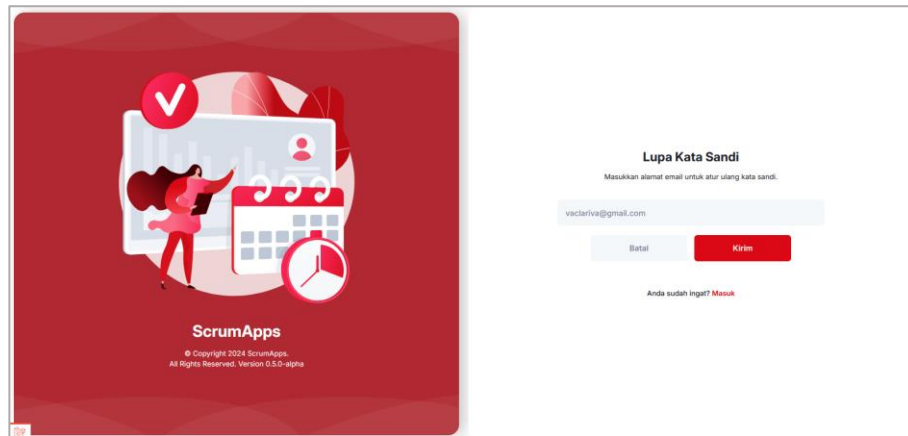 ScrumApps
© Copyright 2024 ScrumApps.
All Rights Reserved. Version 0.5.0-alpha
Lupa Kata Sandi
Masukkan alamat email untuk atur ulang kata sandi.
vaclariva@gmail.com
Batal
Kirim
Anda sudah ingat? Masuk